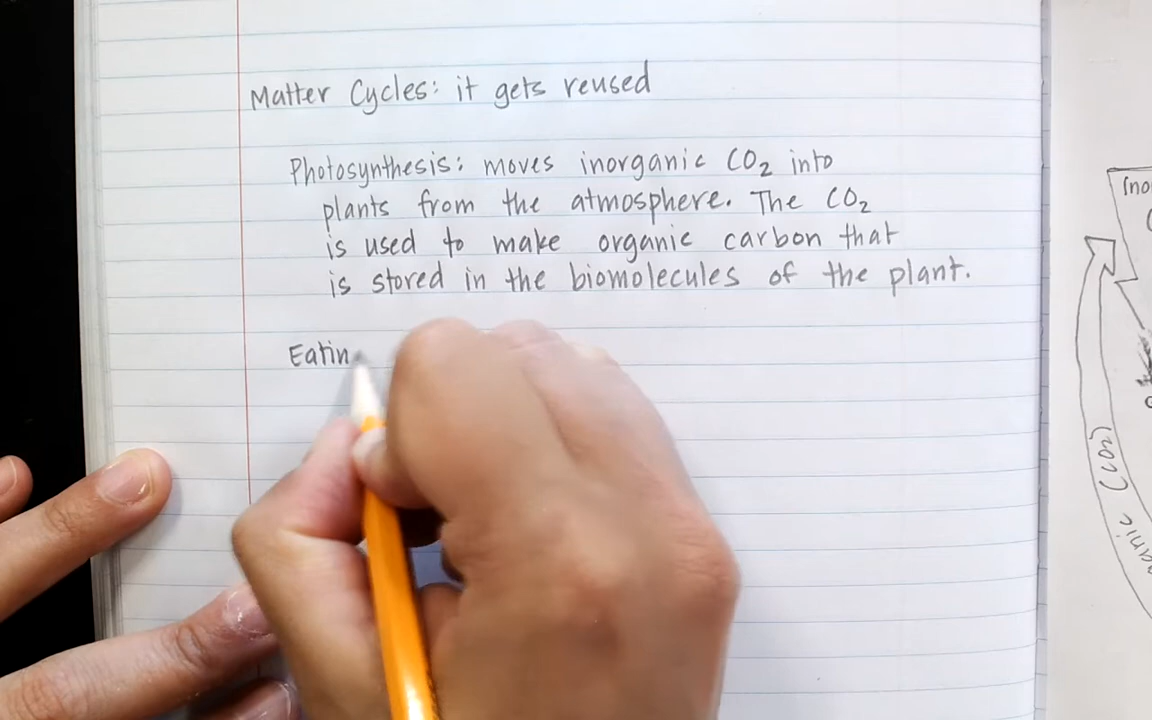 Matter Cycles: it gets reused
Photosynthesis: moves inorganic CO₂ into
plants from the atmosphere. The CO₂
is used to make organic carbon that
is stored in the biomolecules of the plant.
Eatin
(CO₂)